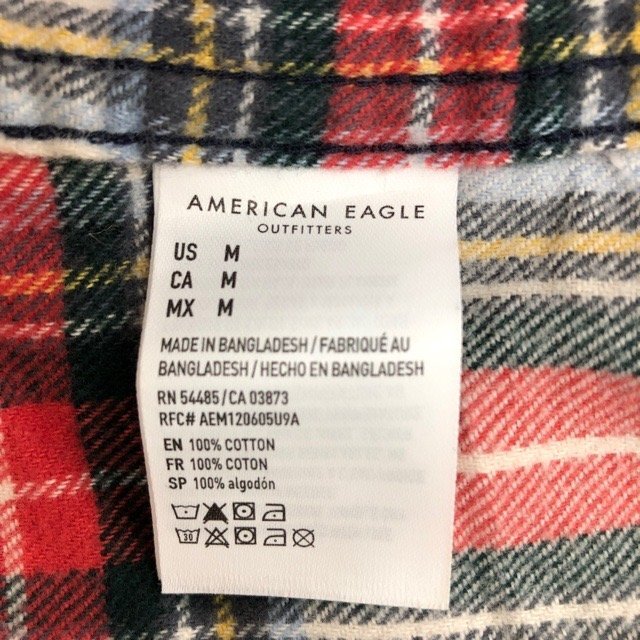 AMERICAN EAGLE
OUTFITTERS
US M
CA M
MX M
MADE IN BANGLADESH / FABRIQUÉ AU
BANGLADESH / HECHO EN BANGLADESH
RN 54485 / CA 03873
RFC# AEM120605U9A
EN 100% COTTON
FR 100% COTON
SP 100% algodón
30